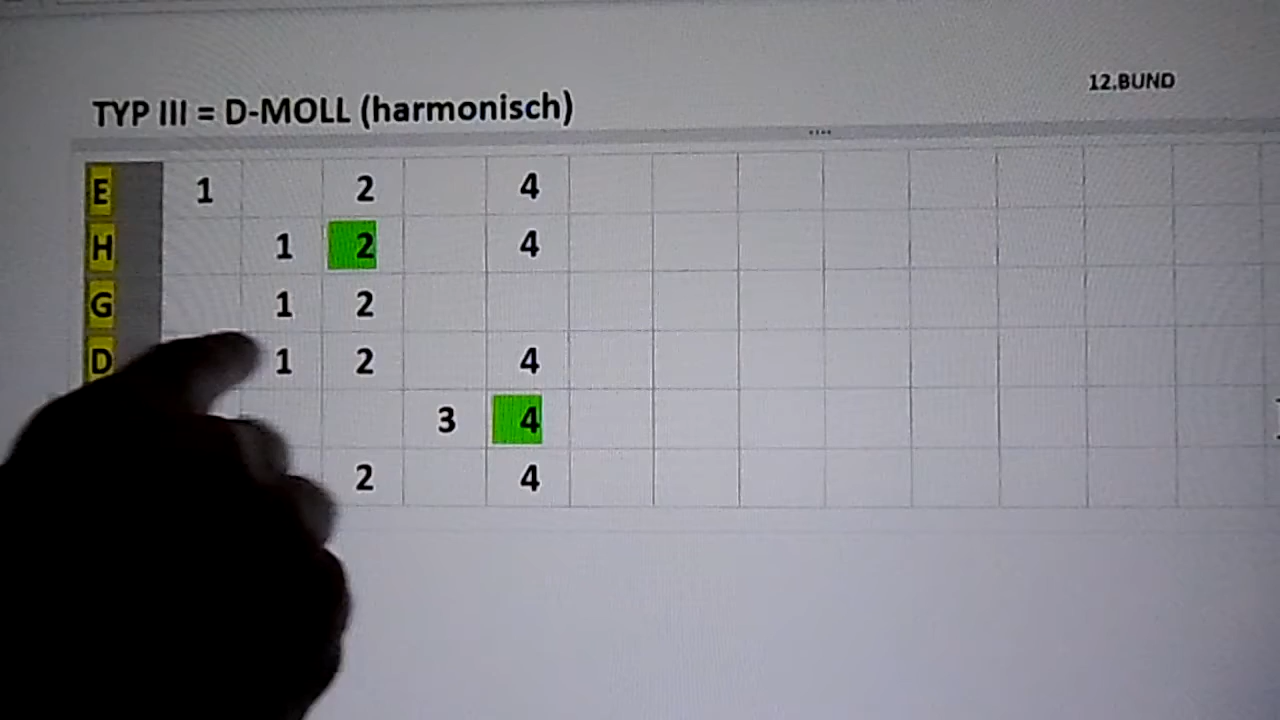 12.BUND
TYP III = D-MOLL (harmonisch)
E 1 2 4
H 1 2 4
G 1 2
D 1 2 4
3 4
2 4